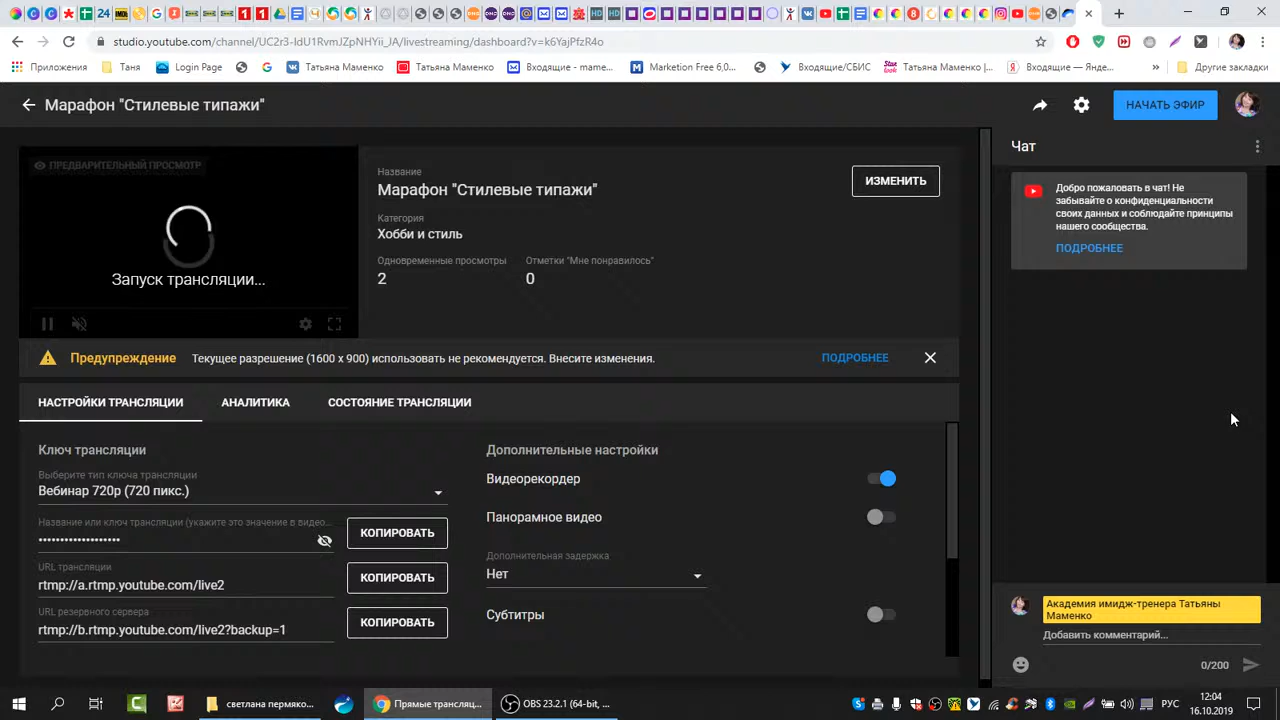 studio.youtube.com/channel/UC2r3-IdU1RvmJZpNHYii_JA/livestreaming/dashboard?v=k6YajPfzR4o
Приложения
Таня
Login Page
Татьяна Маменко
Татьяна Маменко
Входящие - mame...
Marketion Free 6,0...
Входящие/СБИС
Татьяна Маменко |...
Входящие — Янде...
»
Другие закладки
Марафон "Стилевые типажи"
НАЧАТЬ ЭФИР
ПРЕДВАРИТЕЛЬНЫЙ ПРОСМОТР
Запуск трансляции...
Название
Марафон "Стилевые типажи"
ИЗМЕНИТЬ
Категория
Хобби и стиль
Одновременные просмотры
Отметки "Мне понравилось"
2
0
Предупреждение
Текущее разрешение (1600 x 900) использовать не рекомендуется. Внесите изменения.
ПОДРОБНЕЕ
НАСТРОЙКИ ТРАНСЛЯЦИИ
АНАЛИТИКА
СОСТОЯНИЕ ТРАНСЛЯЦИИ
Ключ трансляции
Выберите тип ключа трансляции
Вебинар 720p (720 пикс.)
Название или ключ трансляции (укажите это значение в видео...
•••••••••••••••••••
КОПИРОВАТЬ
URL трансляции
rtmp://a.rtmp.youtube.com/live2
КОПИРОВАТЬ
URL резервного сервера
rtmp://b.rtmp.youtube.com/live2?backup=1
КОПИРОВАТЬ
Дополнительные настройки
Видеорекордер
Панорамное видео
Дополнительная задержка
Нет
Субтитры
Чат
Добро пожаловать в чат! Не
забывайте о конфиденциальности
своих данных и соблюдайте принципы
нашего сообщества.
ПОДРОБНЕЕ
Академия имидж-тренера Татьяны
Маменко
Добавить комментарий...
0/200
светлана пермяко...
Прямые трансляц...
OBS 23.2.1 (64-bit, ...
РУС
12:04
16.10.2019